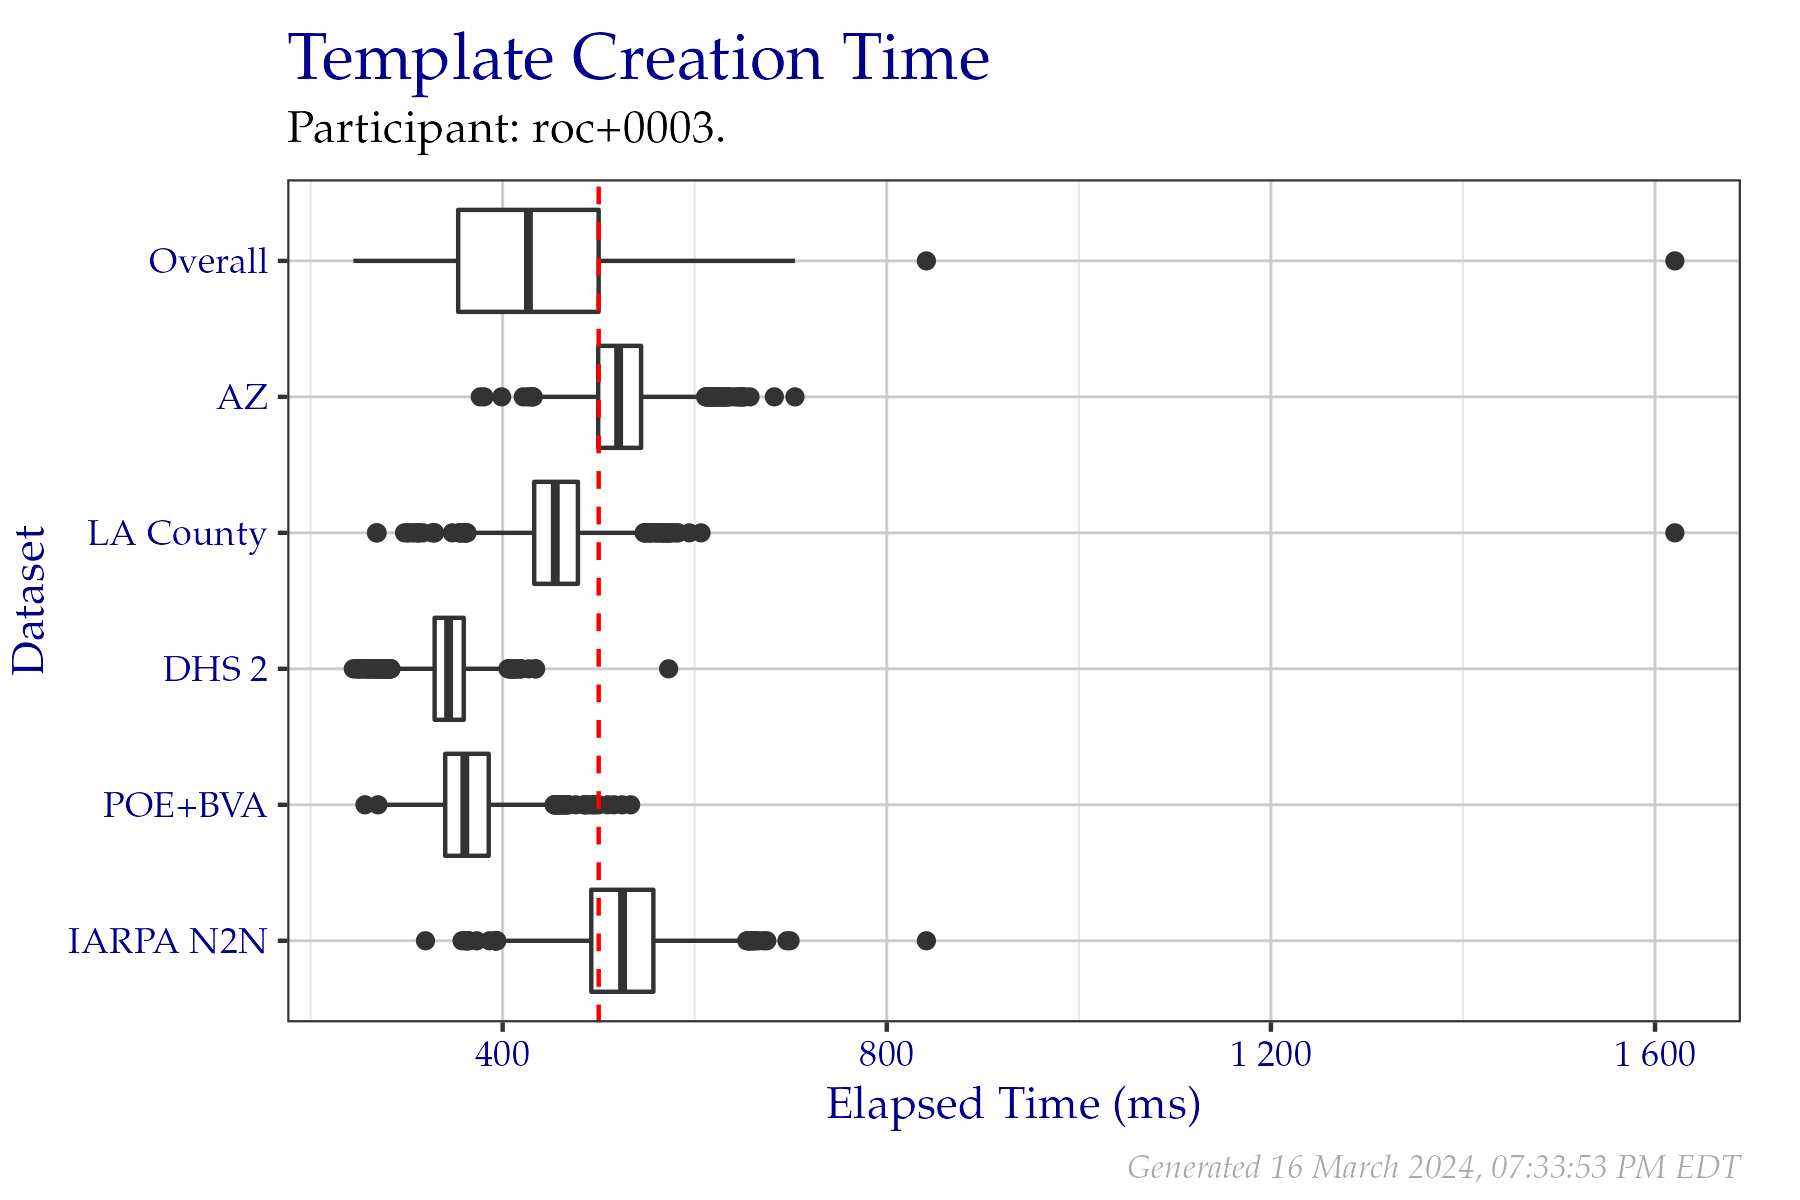 Template Creation Time
Participant: roc+0003.
Overall
AZ
LA County
DHS 2
POE+BVA
IARPA N2N
Dataset
400 800 1 200 1 600
Elapsed Time (ms)
Generated 16 March 2024, 07:33:53 PM EDT